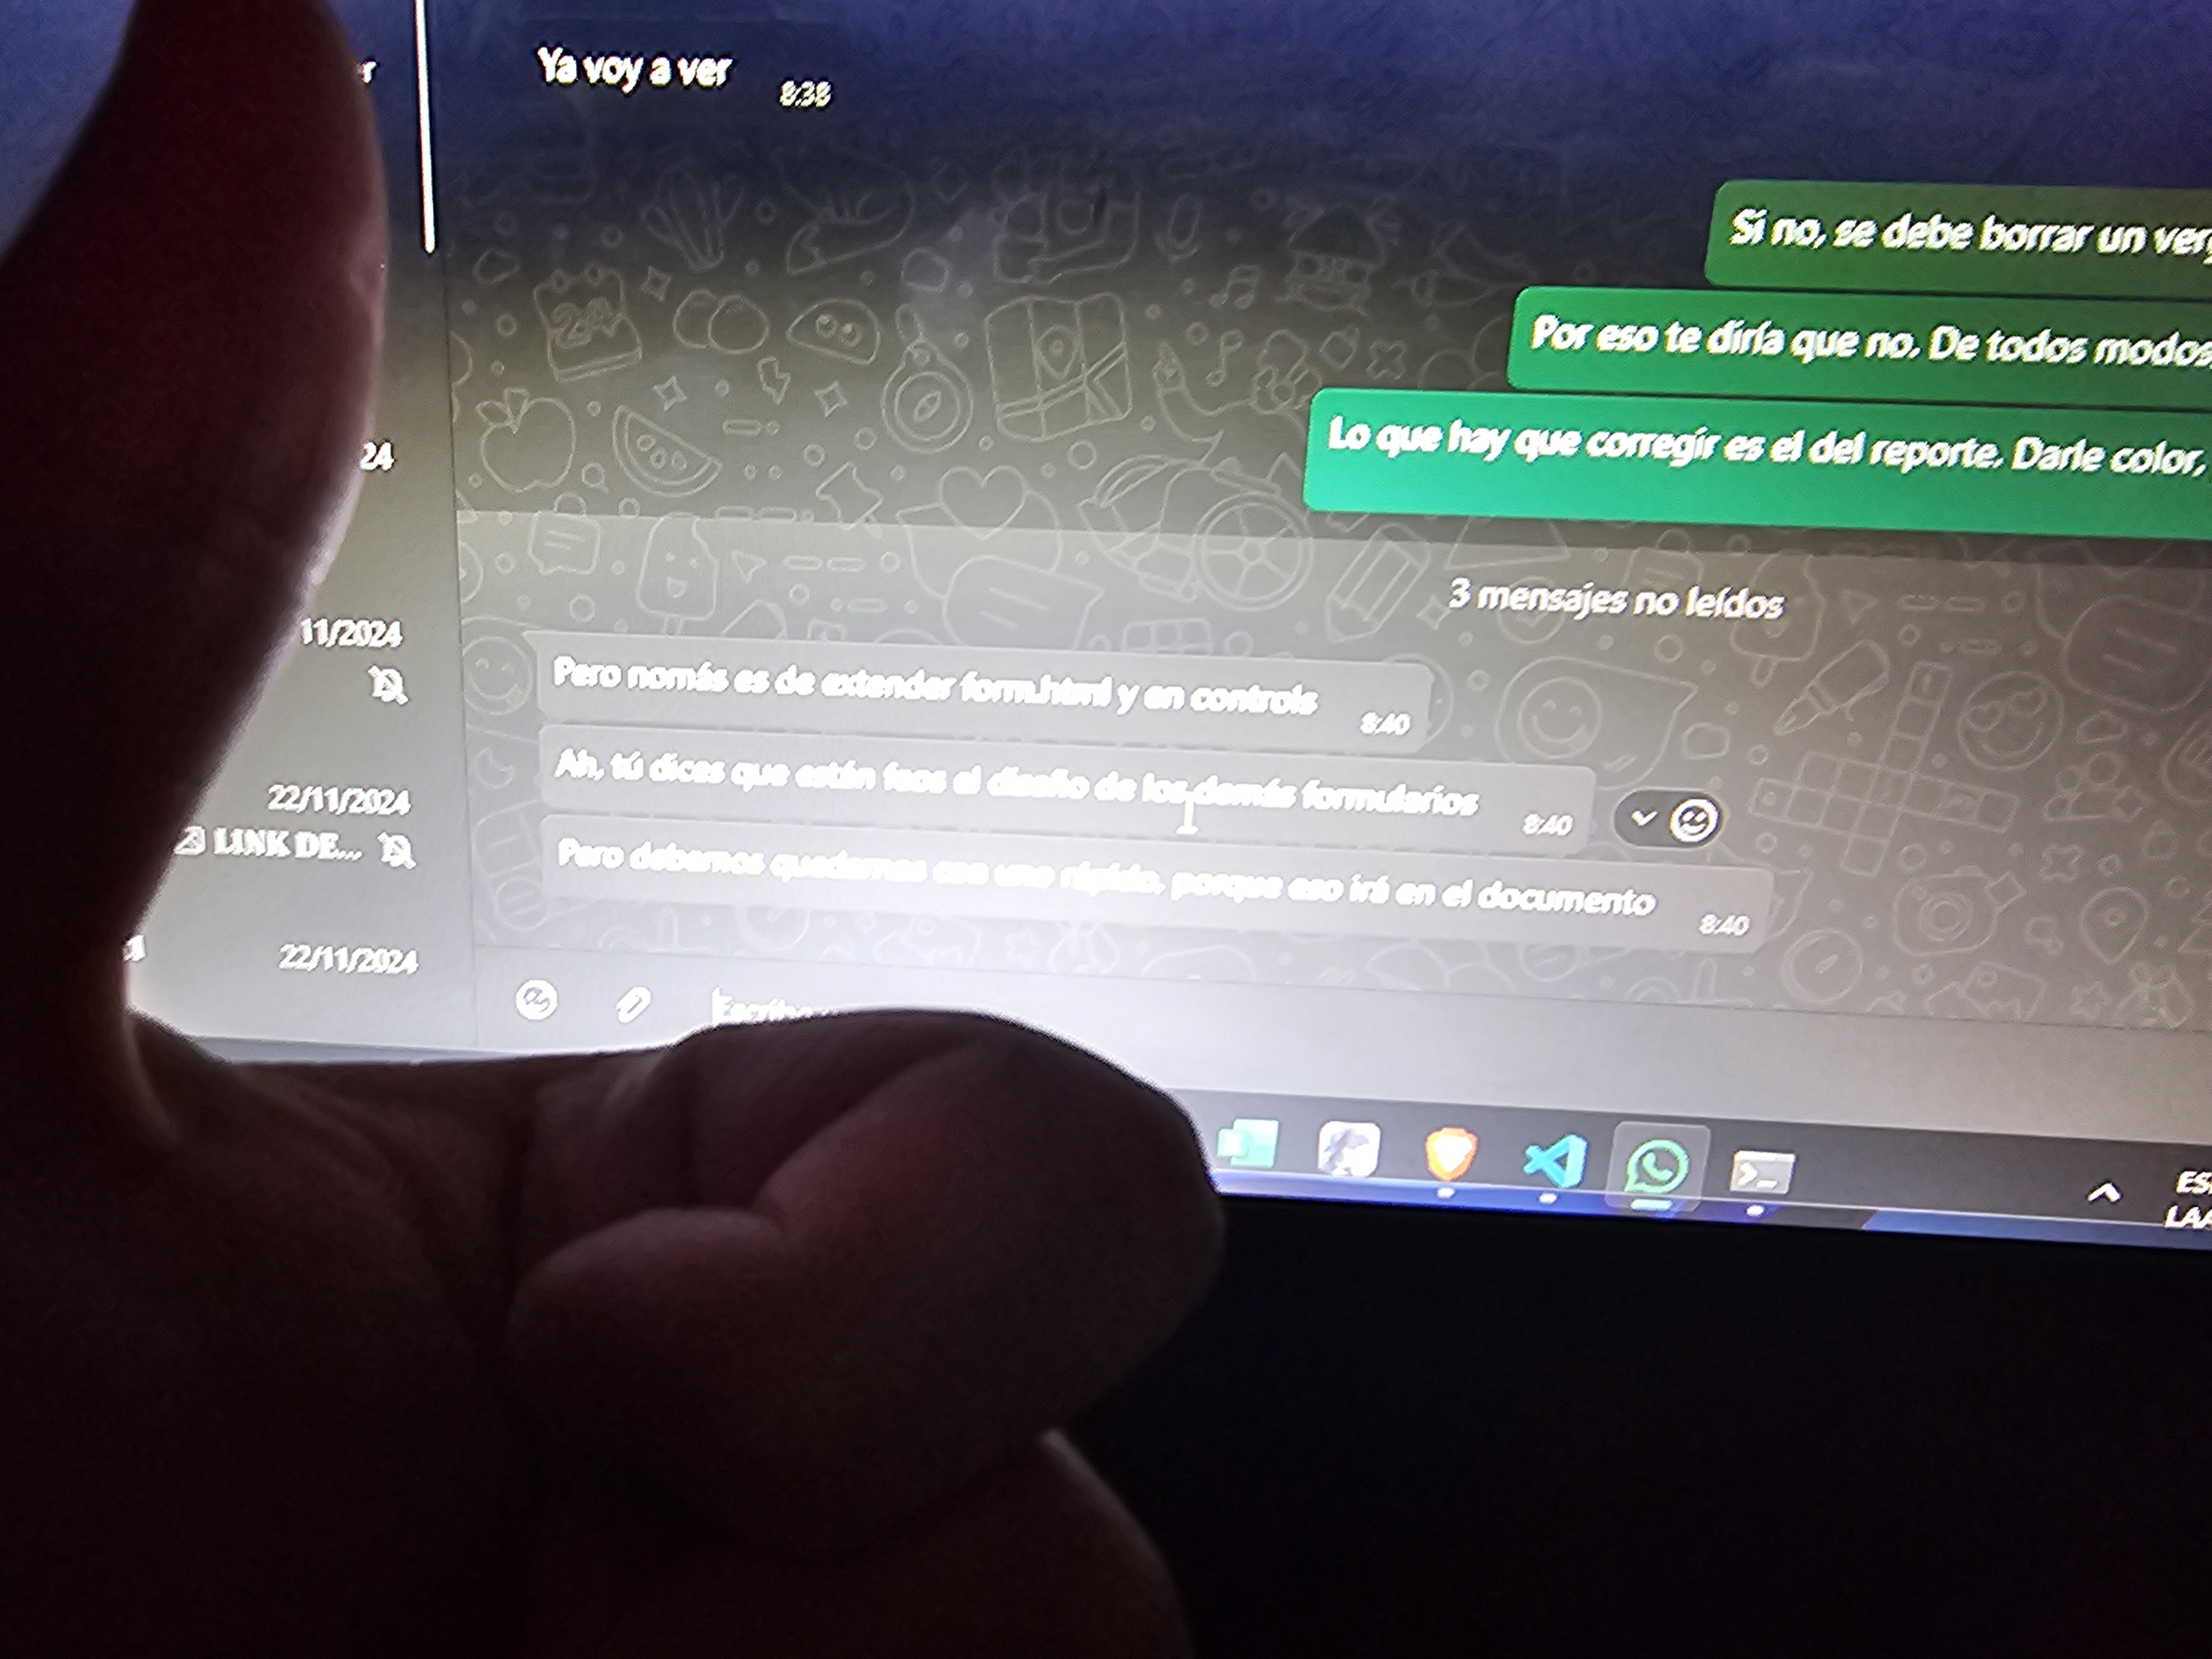 Ya voy a ver 8:38
Si no, se debe borrar un
Por eso te diría que no. De todos modos
Lo que hay que corregir es el del reporte. Darle color,
24
3 mensajes no leídos
11/2024
Pero nomás es de extender form.html y en controls 8:40
Ah, tú dices que están feos el diseño de los demás formularios 8:40
22/11/2024
LINK DE...
Pero debemos quedarnos con uno rápido, porque eso irá en el documento 8:40
22/11/2024